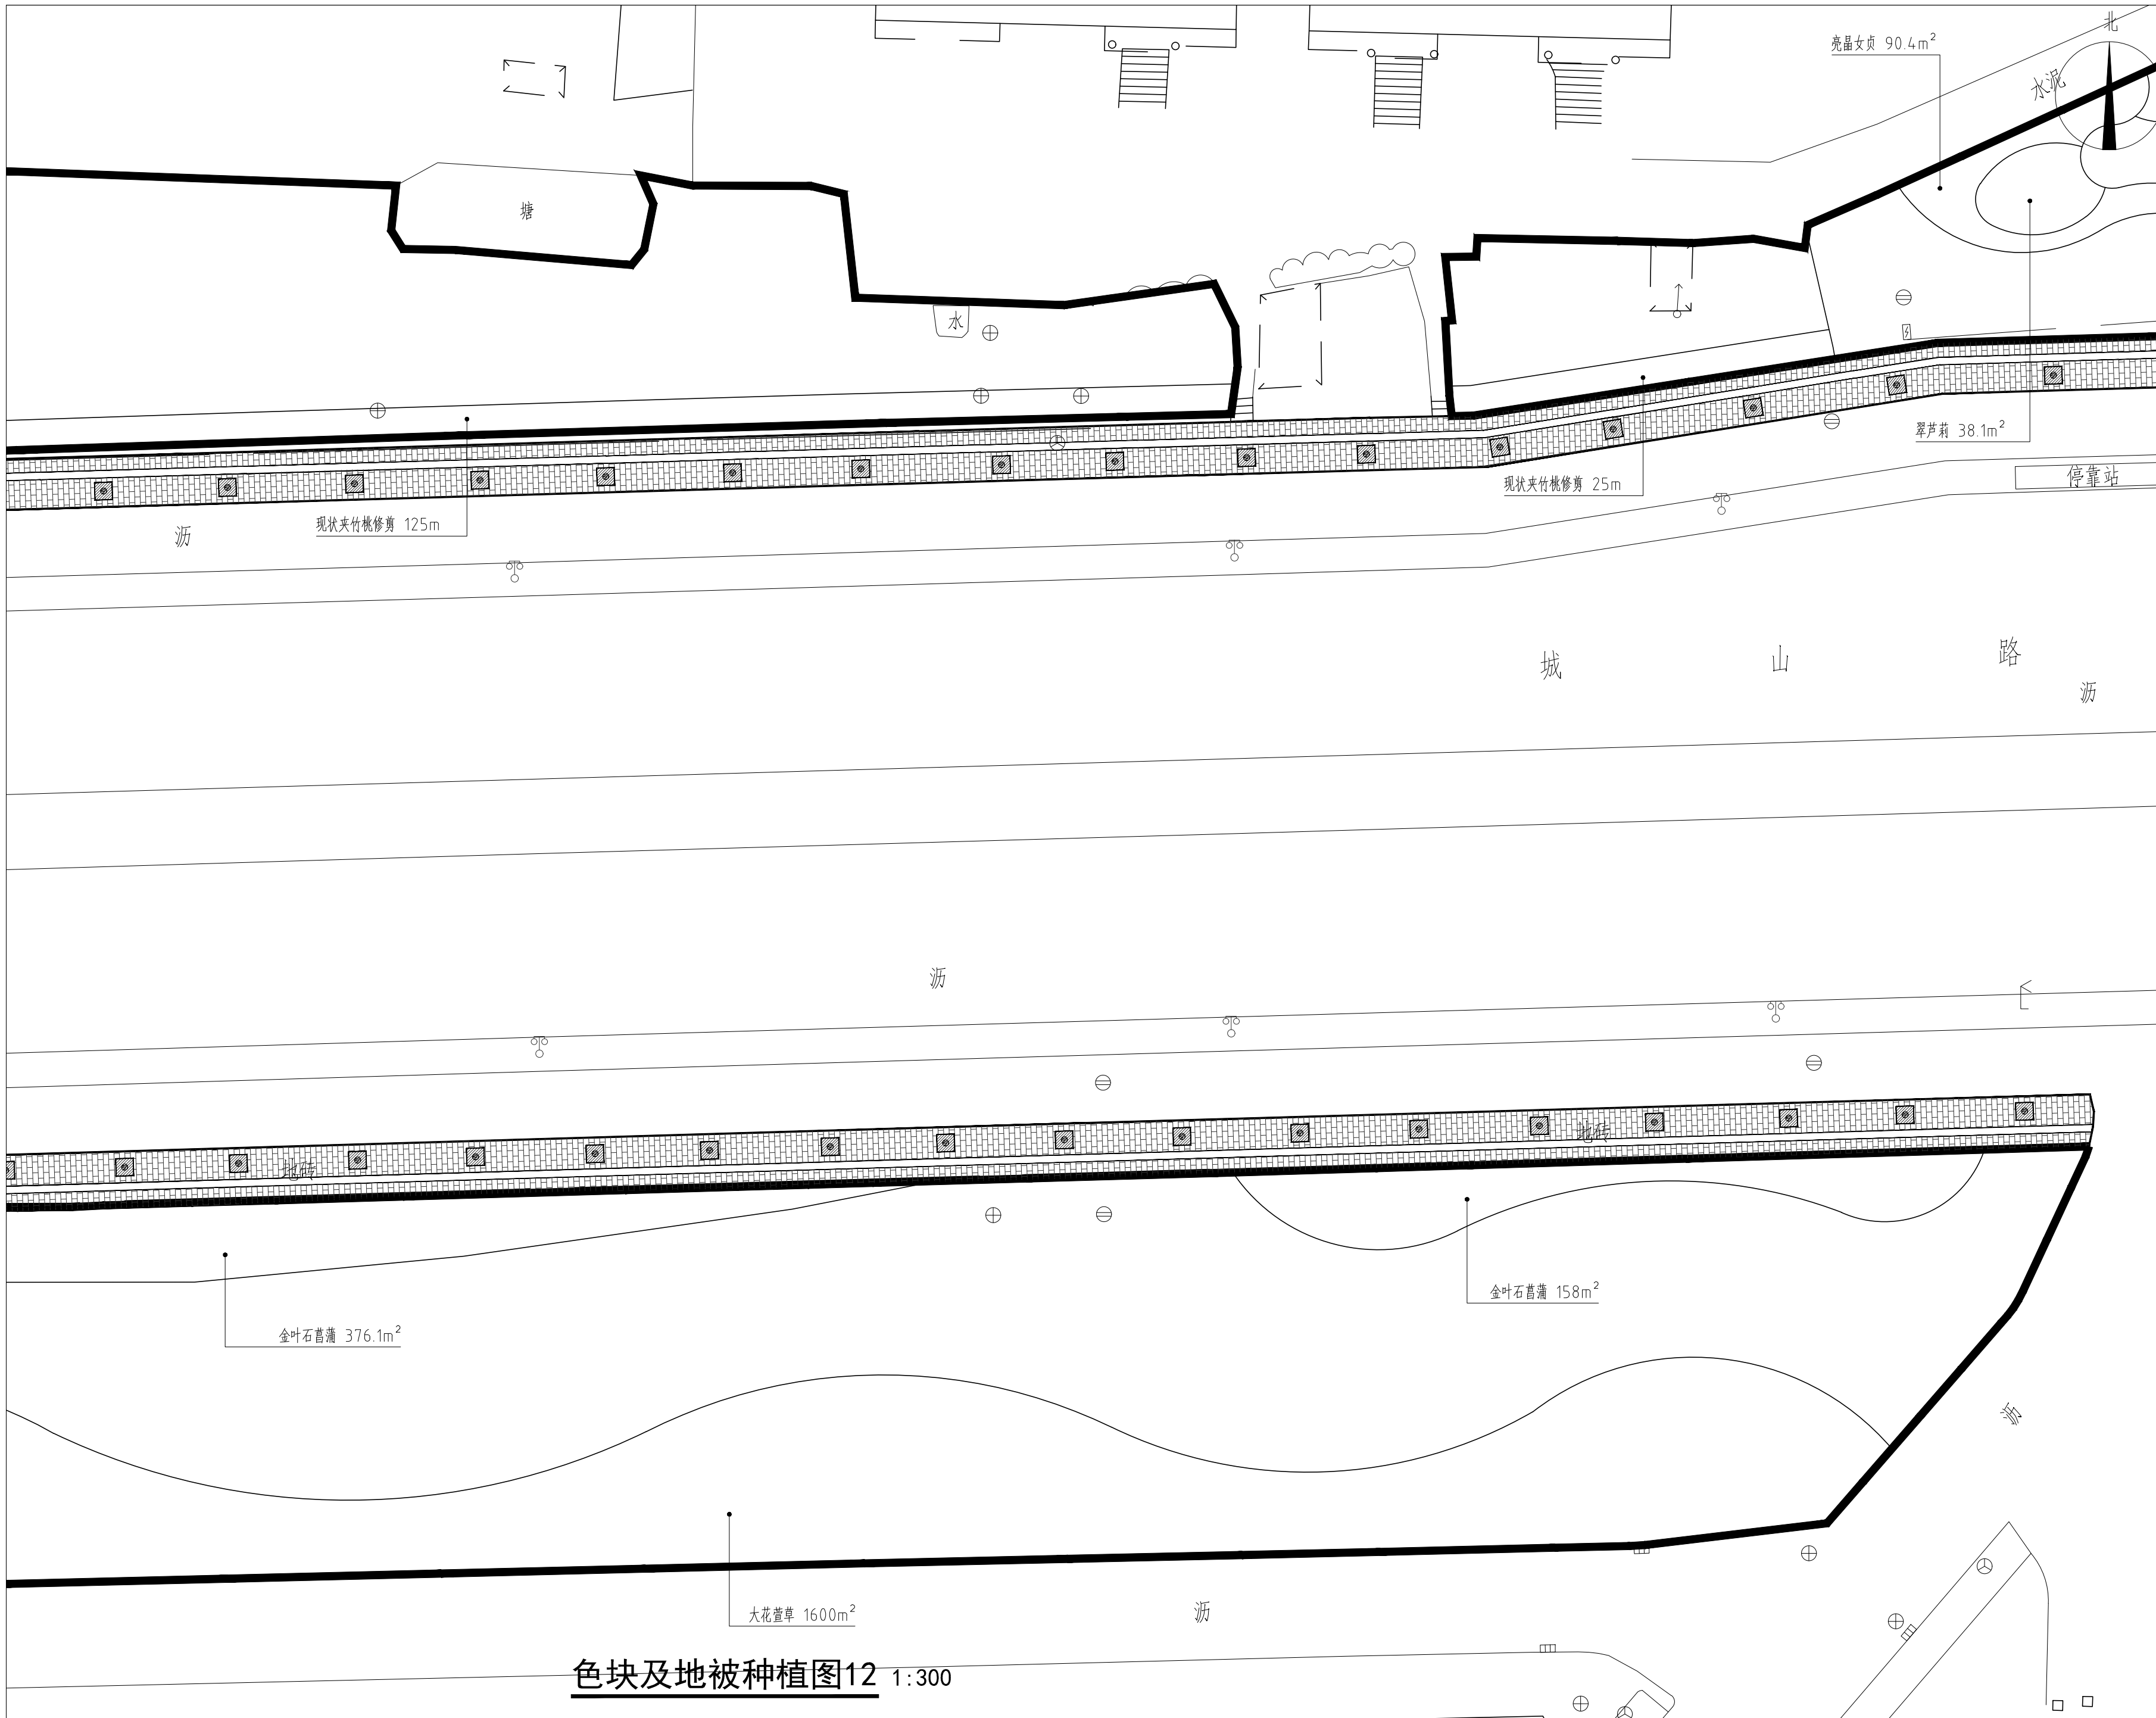 北
亮晶女贞 90.4m²
水泥
塘
水
翠芦莉 38.1m²
停靠站
现状夹竹桃修剪 25m
现状夹竹桃修剪 125m
沥
城 山 路
沥
沥
地砖
地砖
金叶石菖蒲 158m²
金叶石菖蒲 376.1m²
沥
大花萱草 1600m²
沥
色块及地被种植图12 1:300